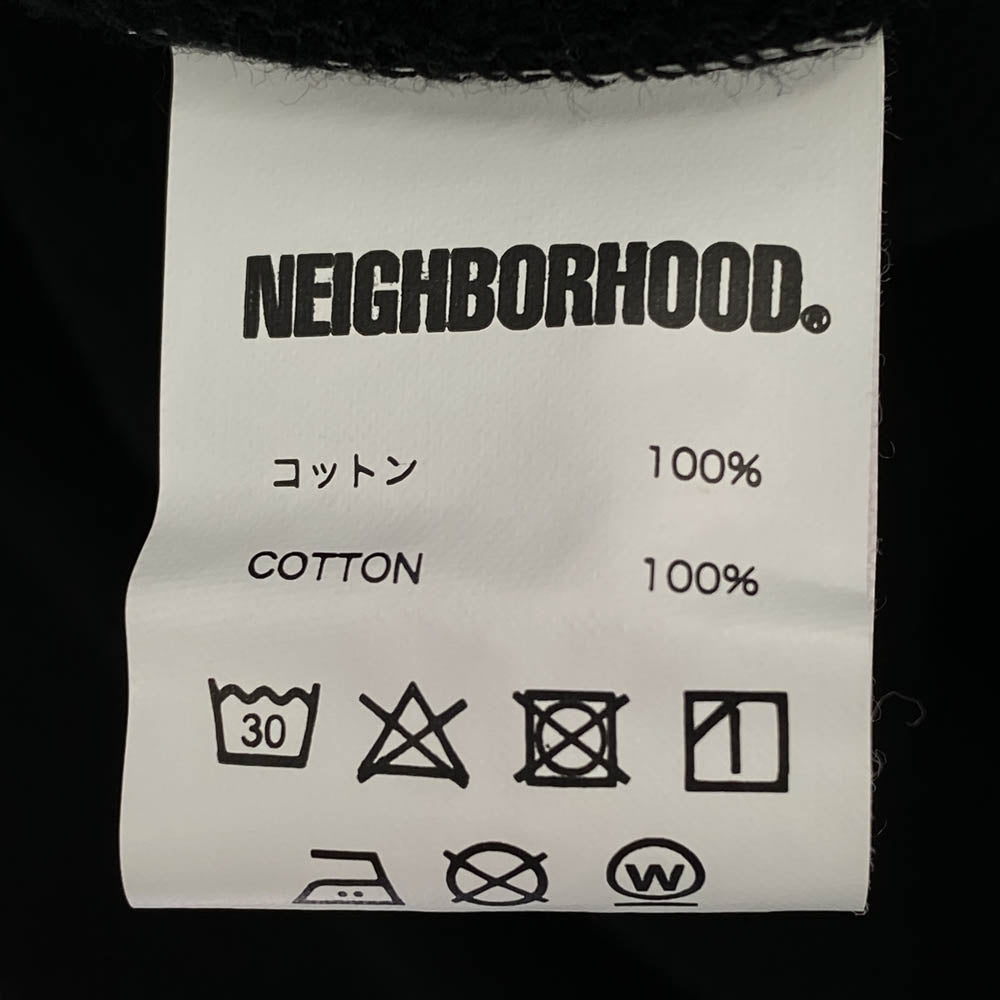 NEIGHBORHOOD®
コットン 100%
COTTON 100%
30
W